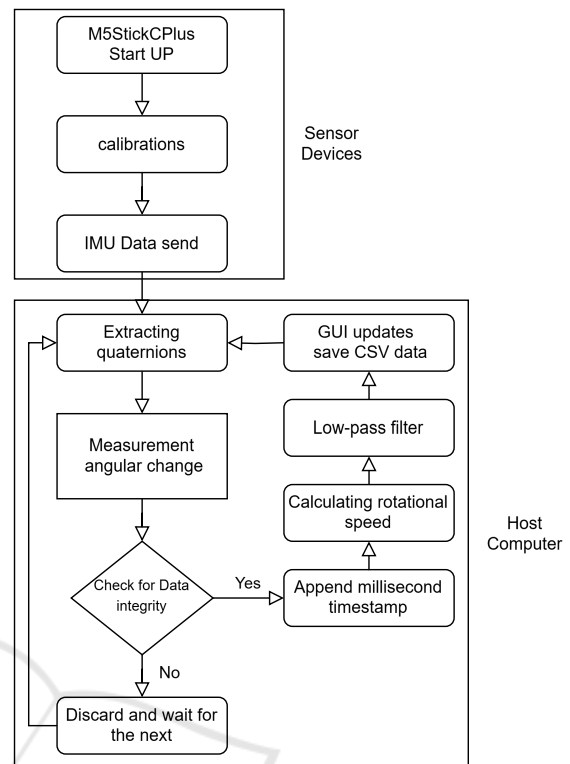 M5StickCPlus
Start UP
calibrations
IMU Data send
Sensor
Devices
Extracting
quaternions
GUI updates
save CSV data
Measurement
angular change
Low-pass filter
Calculating rotational
speed
Host
Computer
Check for Data
integrity
Yes
Append millisecond
timestamp
No
Discard and wait for
the next